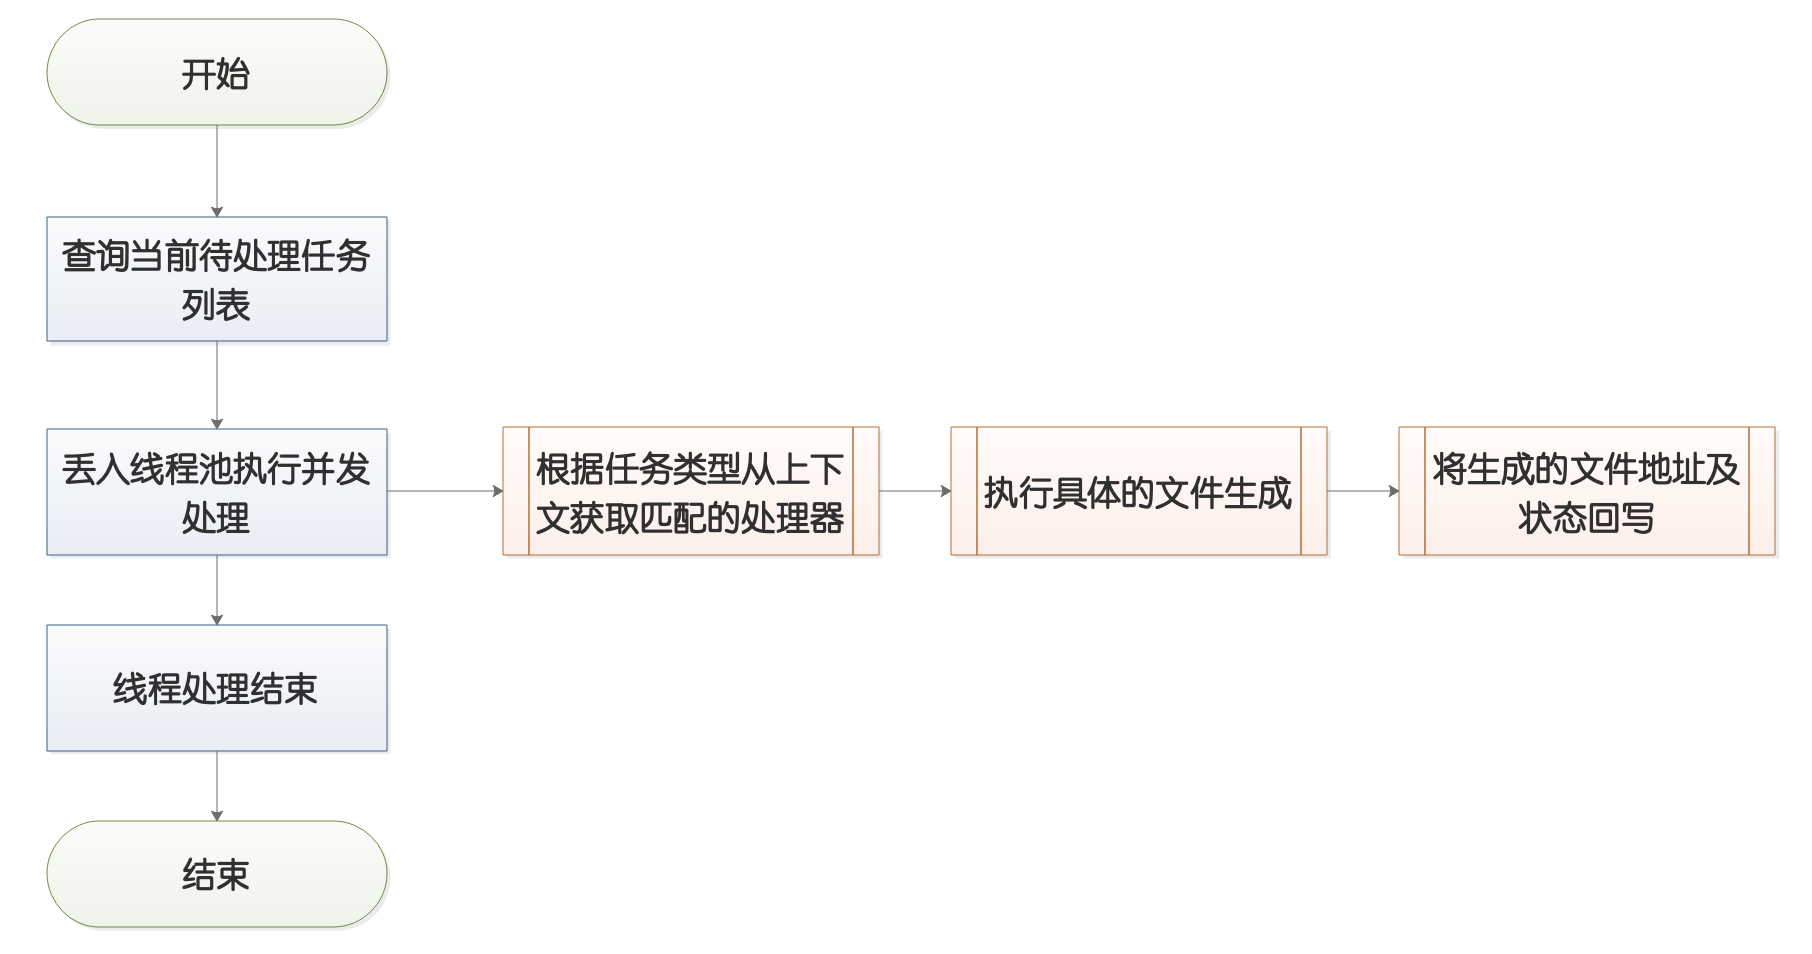 开始
查询当前待处理任务
列表
丢入线程池执行并发
处理
根据任务类型从上下
文获取匹配的处理器
执行具体的文件生成
将生成的文件地址及
状态回写
线程处理结束
结束